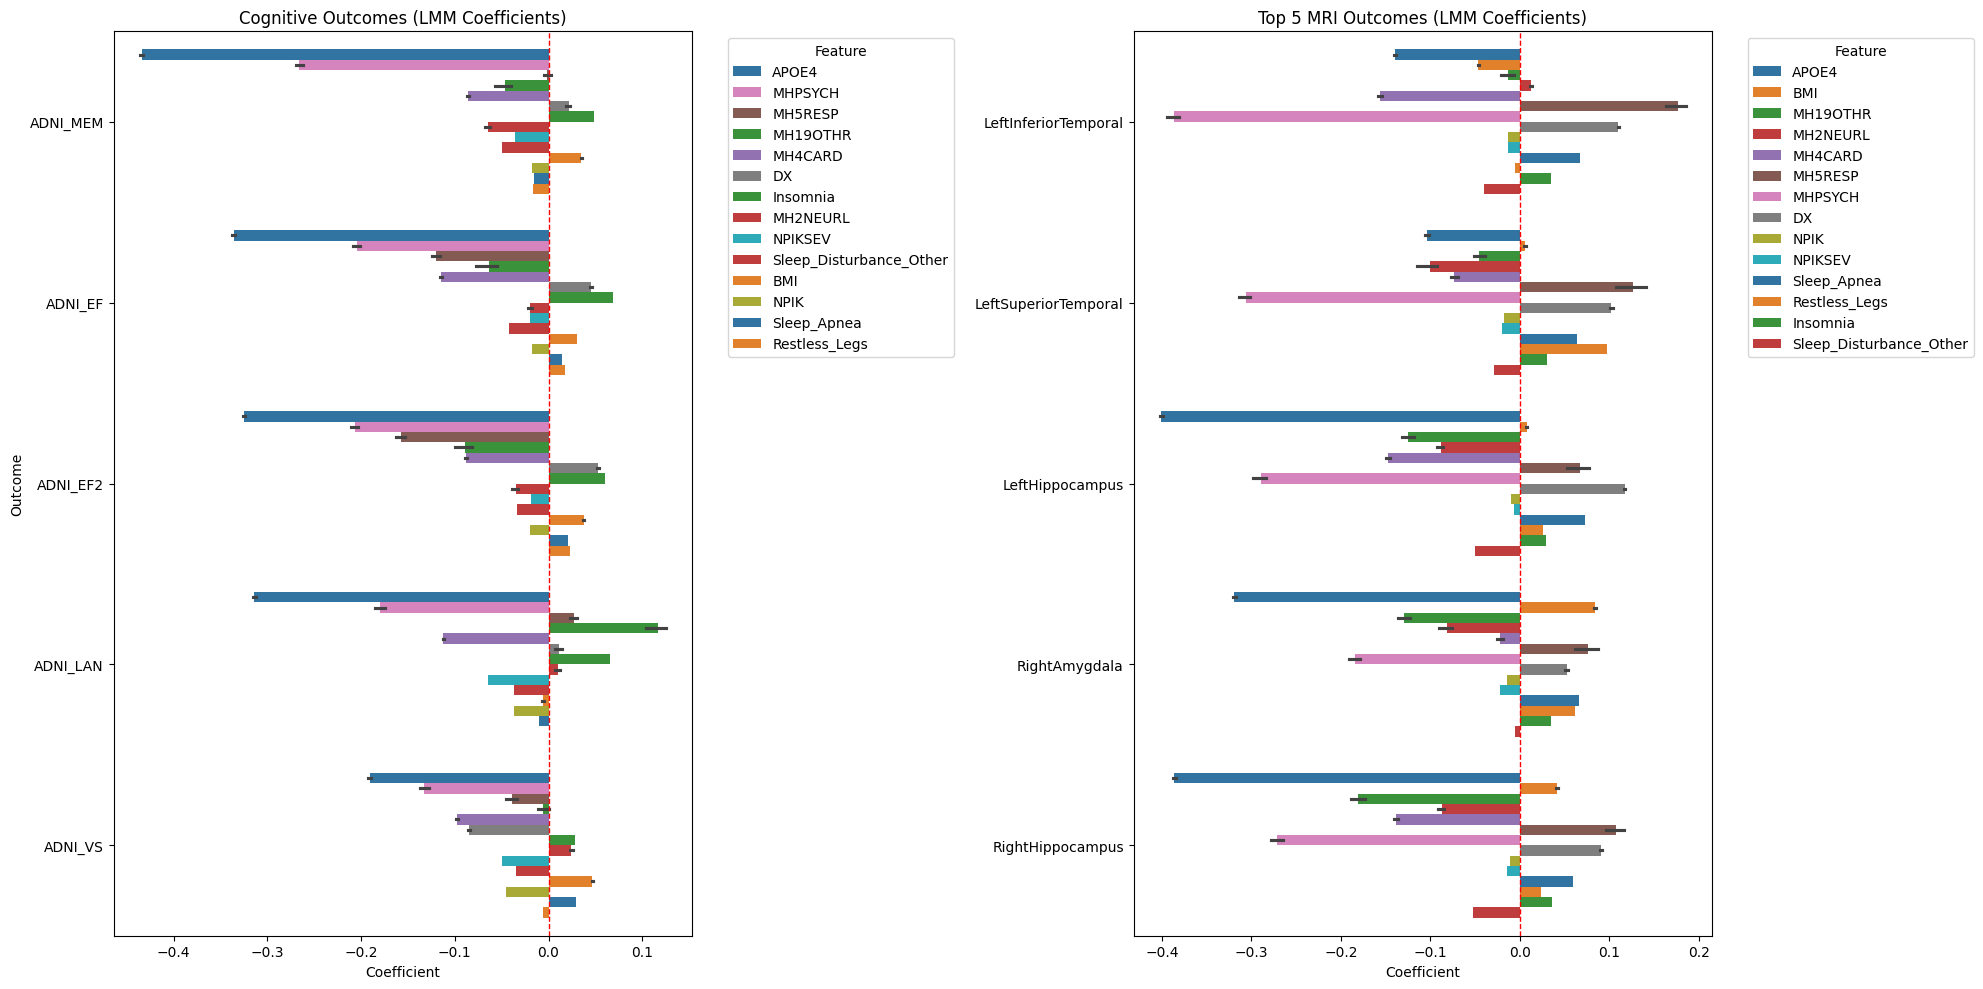 Cognitive Outcomes (LMM Coefficients)
Outcome
ADNI_MEM
ADNI_EF
ADNI_EF2
ADNI_LAN
ADNI_VS
−0.4
−0.3
−0.2
−0.1
0.0
0.1
Coefficient
Feature
APOE4
MHPSYCH
MH5RESP
MH19OTHR
MH4CARD
DX
Insomnia
MH2NEURL
NPIKSEV
Sleep_Disturbance_Other
BMI
NPIK
Sleep_Apnea
Restless_Legs
Top 5 MRI Outcomes (LMM Coefficients)
LeftInferiorTemporal
LeftSuperiorTemporal
LeftHippocampus
RightAmygdala
RightHippocampus
−0.4
−0.3
−0.2
−0.1
0.0
0.1
0.2
Coefficient
Feature
APOE4
BMI
MH19OTHR
MH2NEURL
MH4CARD
MH5RESP
MHPSYCH
DX
NPIK
NPIKSEV
Sleep_Apnea
Restless_Legs
Insomnia
Sleep_Disturbance_Other